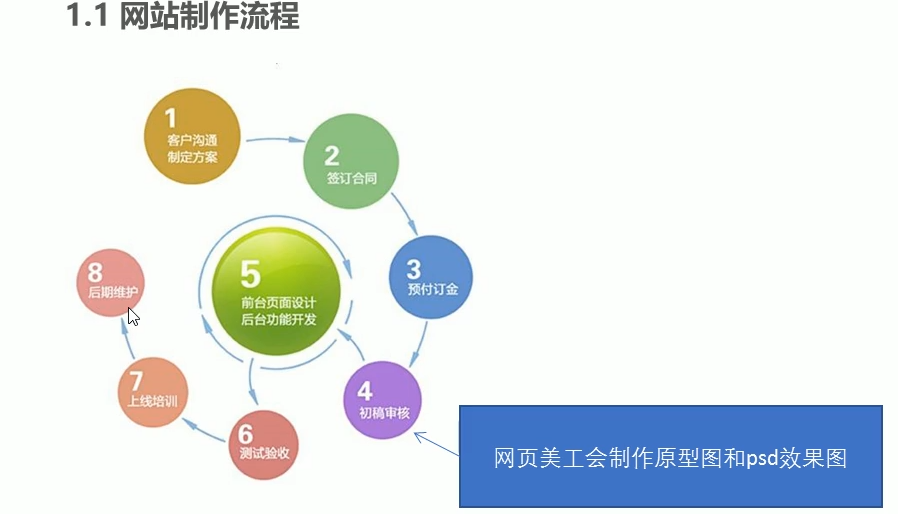 1.1 网站制作流程
1
客户沟通
制定方案
2
签订合同
3
预付订金
4
初稿审核
5
前台页面设计
后台功能开发
6
测试验收
7
上线培训
8
后期维护
网页美工会制作原型图和psd效果图